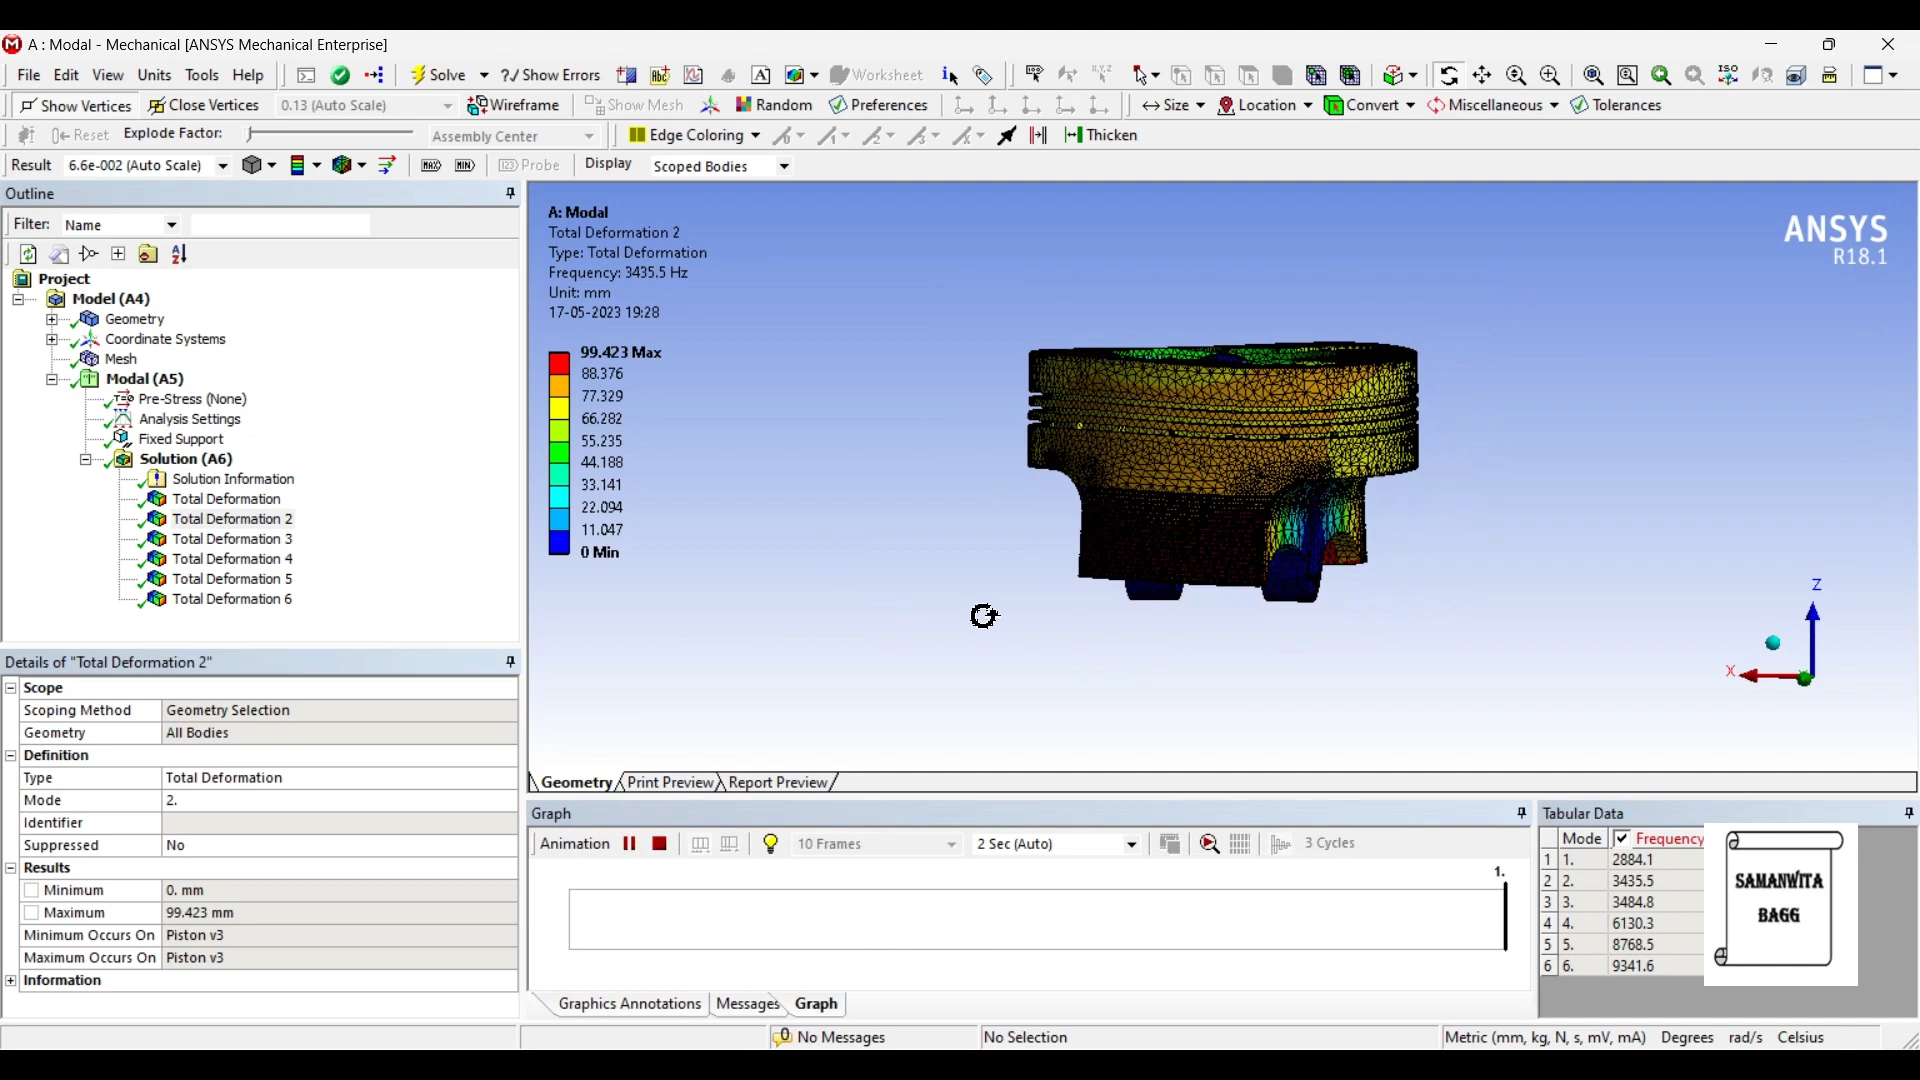 A : Modal - Mechanical [ANSYS Mechanical Enterprise]
File Edit View Units Tools Help Solve ?/ Show Errors Worksheet
Show Vertices Close Vertices 0.13 (Auto Scale) Wireframe Show Mesh Random Preferences Size Location Convert Miscellaneous Tolerances
Reset Explode Factor: Assembly Center Edge Coloring Thicken
Result 6.6e-002 (Auto Scale) MAX MIN Probe Display Scoped Bodies
Outline
Filter: Name
Project
Model (A4)
Geometry
Coordinate Systems
Mesh
Modal (A5)
Pre-Stress (None)
Analysis Settings
Fixed Support
Solution (A6)
Solution Information
Total Deformation
Total Deformation 2
Total Deformation 3
Total Deformation 4
Total Deformation 5
Total Deformation 6
Details of "Total Deformation 2"
Scope
Scoping Method Geometry Selection
Geometry All Bodies
Definition
Type Total Deformation
Mode 2.
Identifier
Suppressed No
Results
Minimum 0. mm
Maximum 99.423 mm
Minimum Occurs On Piston v3
Maximum Occurs On Piston v3
Information
A: Modal
Total Deformation 2
Type: Total Deformation
Frequency: 3435.5 Hz
Unit: mm
17-05-2023 19:28
99.423 Max
88.376
77.329
66.282
55.235
44.188
33.141
22.094
11.047
0 Min
ANSYS
R18.1
Z
X
Geometry Print Preview Report Preview
Graph
Animation 10 Frames 2 Sec (Auto) 3 Cycles
1.
Graphics Annotations Messages Graph
Tabular Data
Mode Frequency
1 1. 2884.1
2 2. 3435.5
3 3. 3484.8
4 4. 6130.3
5 5. 8768.5
6 6. 9341.6
SAMANWITA
BAGG
No Messages No Selection Metric (mm, kg, N, s, mV, mA) Degrees rad/s Celsius